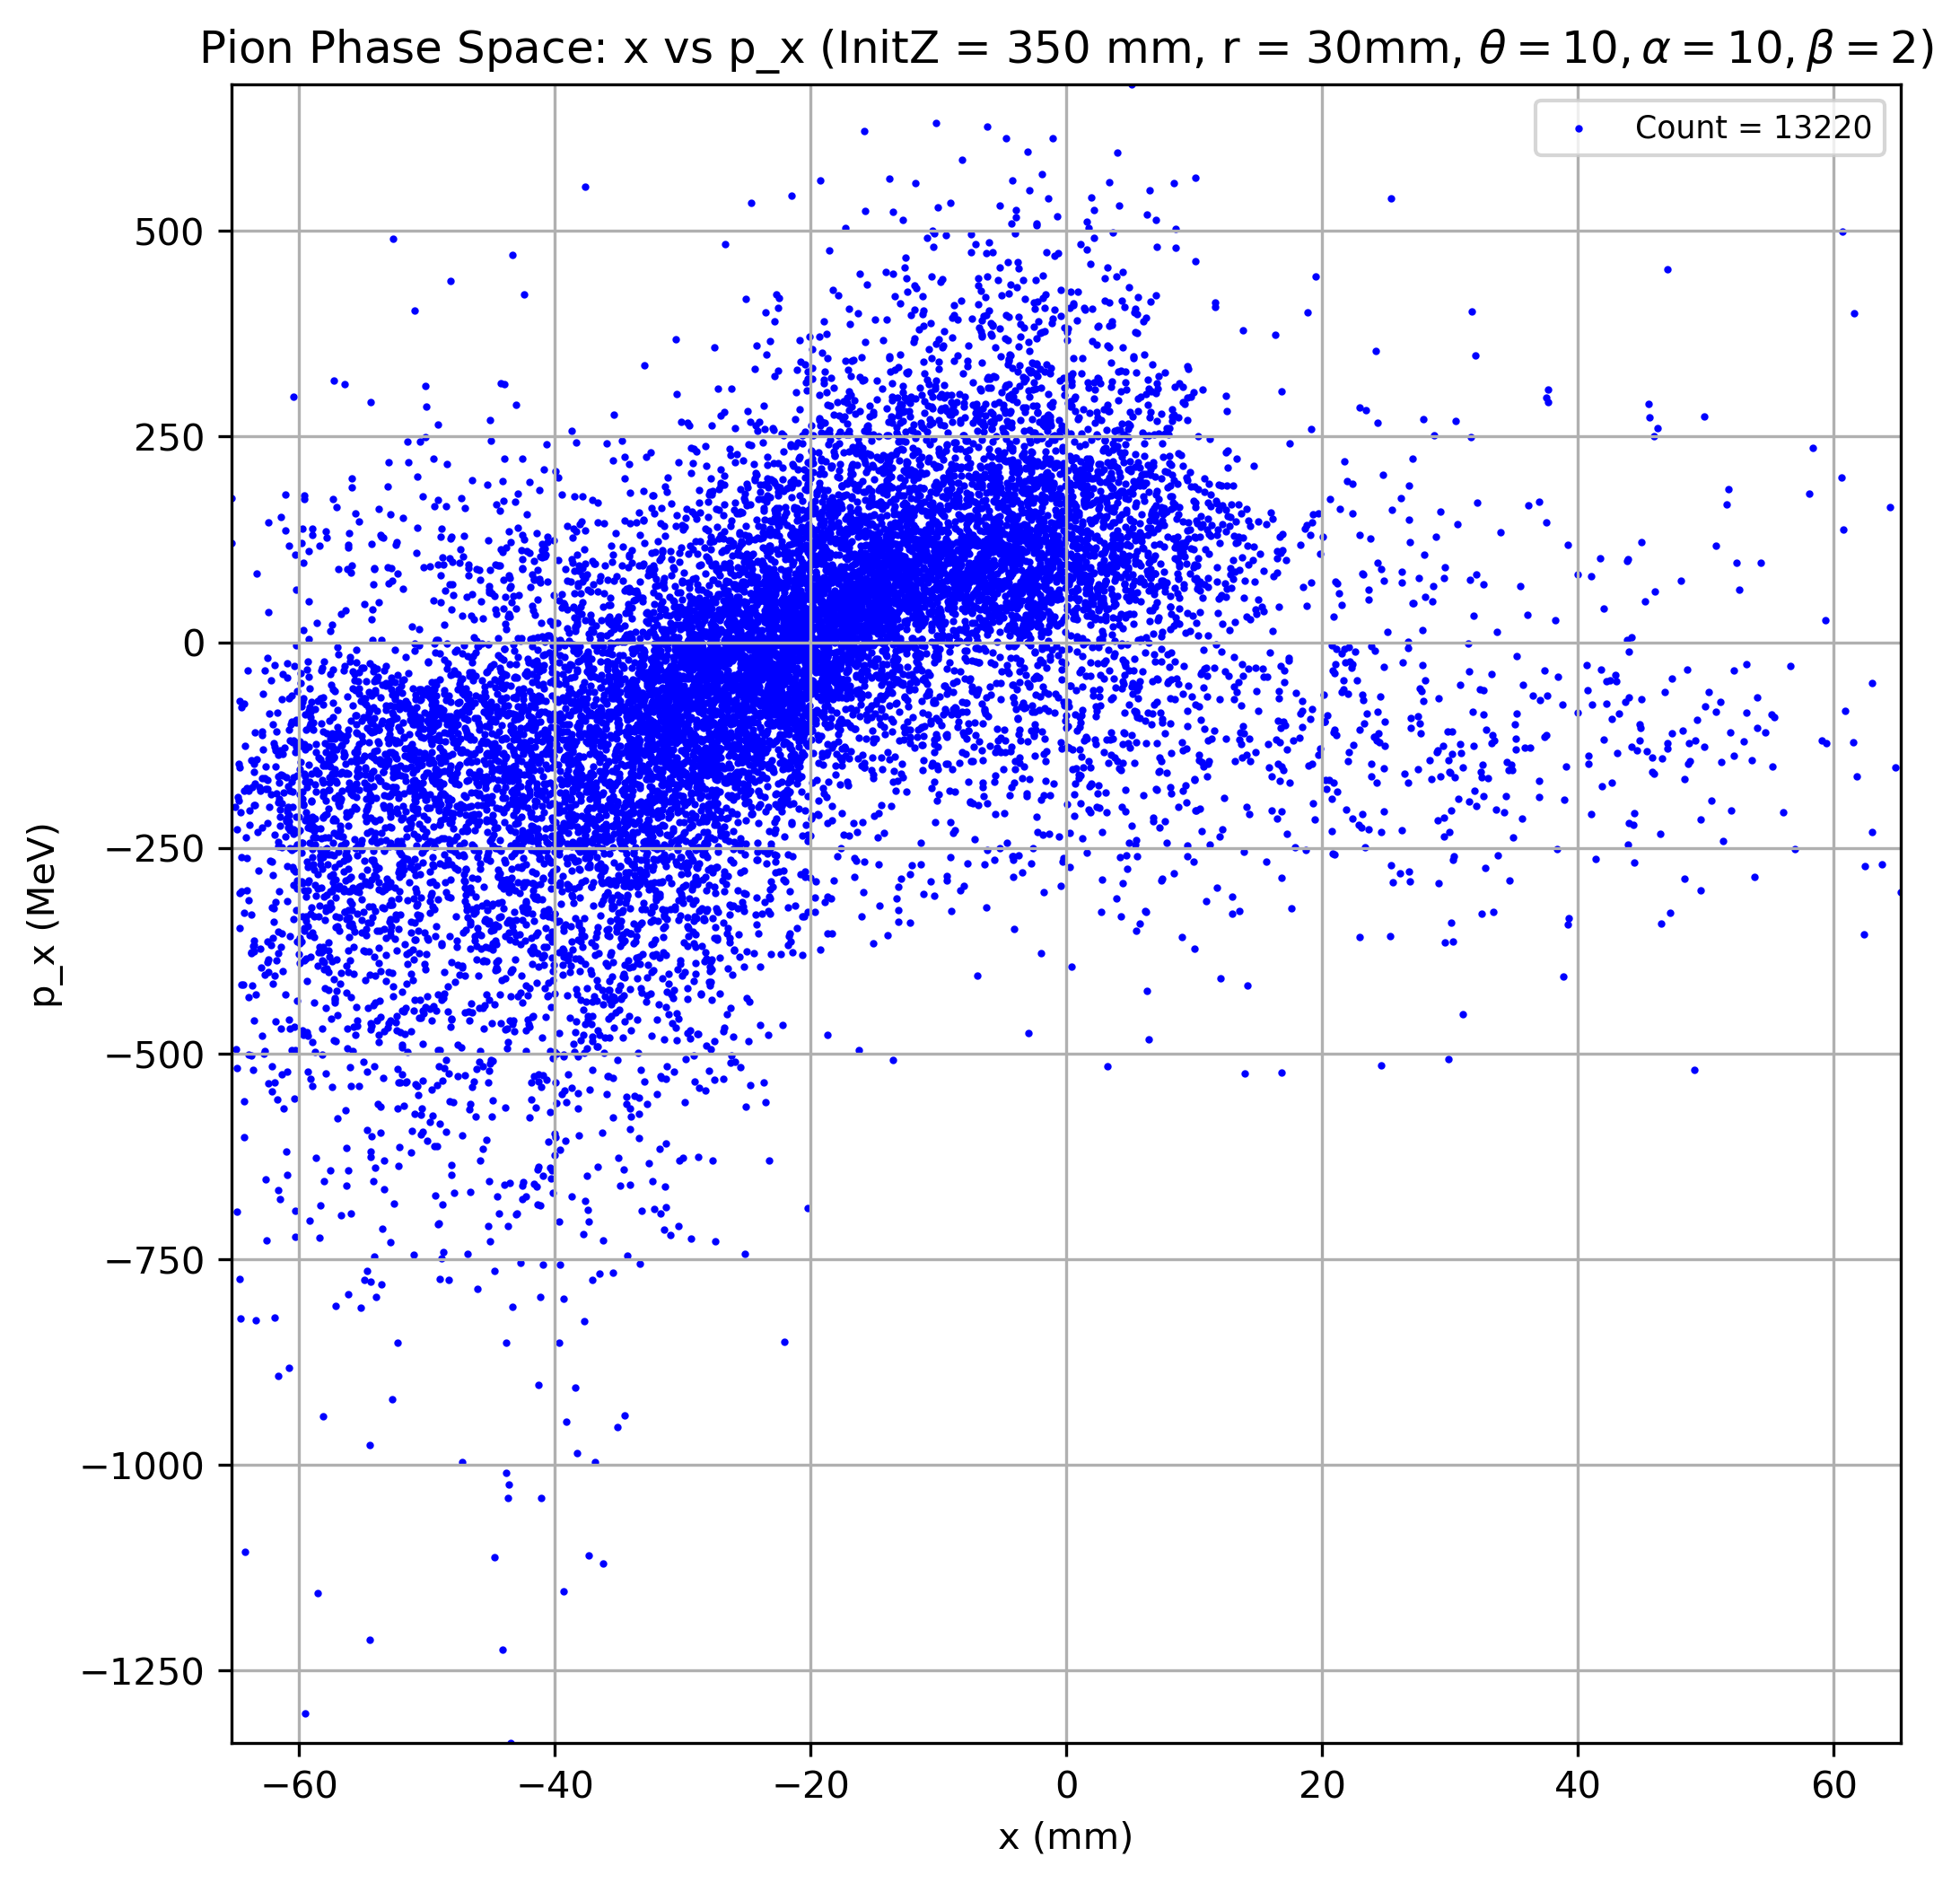 Pion Phase Space: x vs p_x (InitZ = 350 mm, r = 30mm, θ = 10, α = 10, β = 2)
Count = 13220
500
250
0
−250
−500
−750
−1000
−1250
p_x (MeV)
−60 −40 −20 0 20 40 60
x (mm)